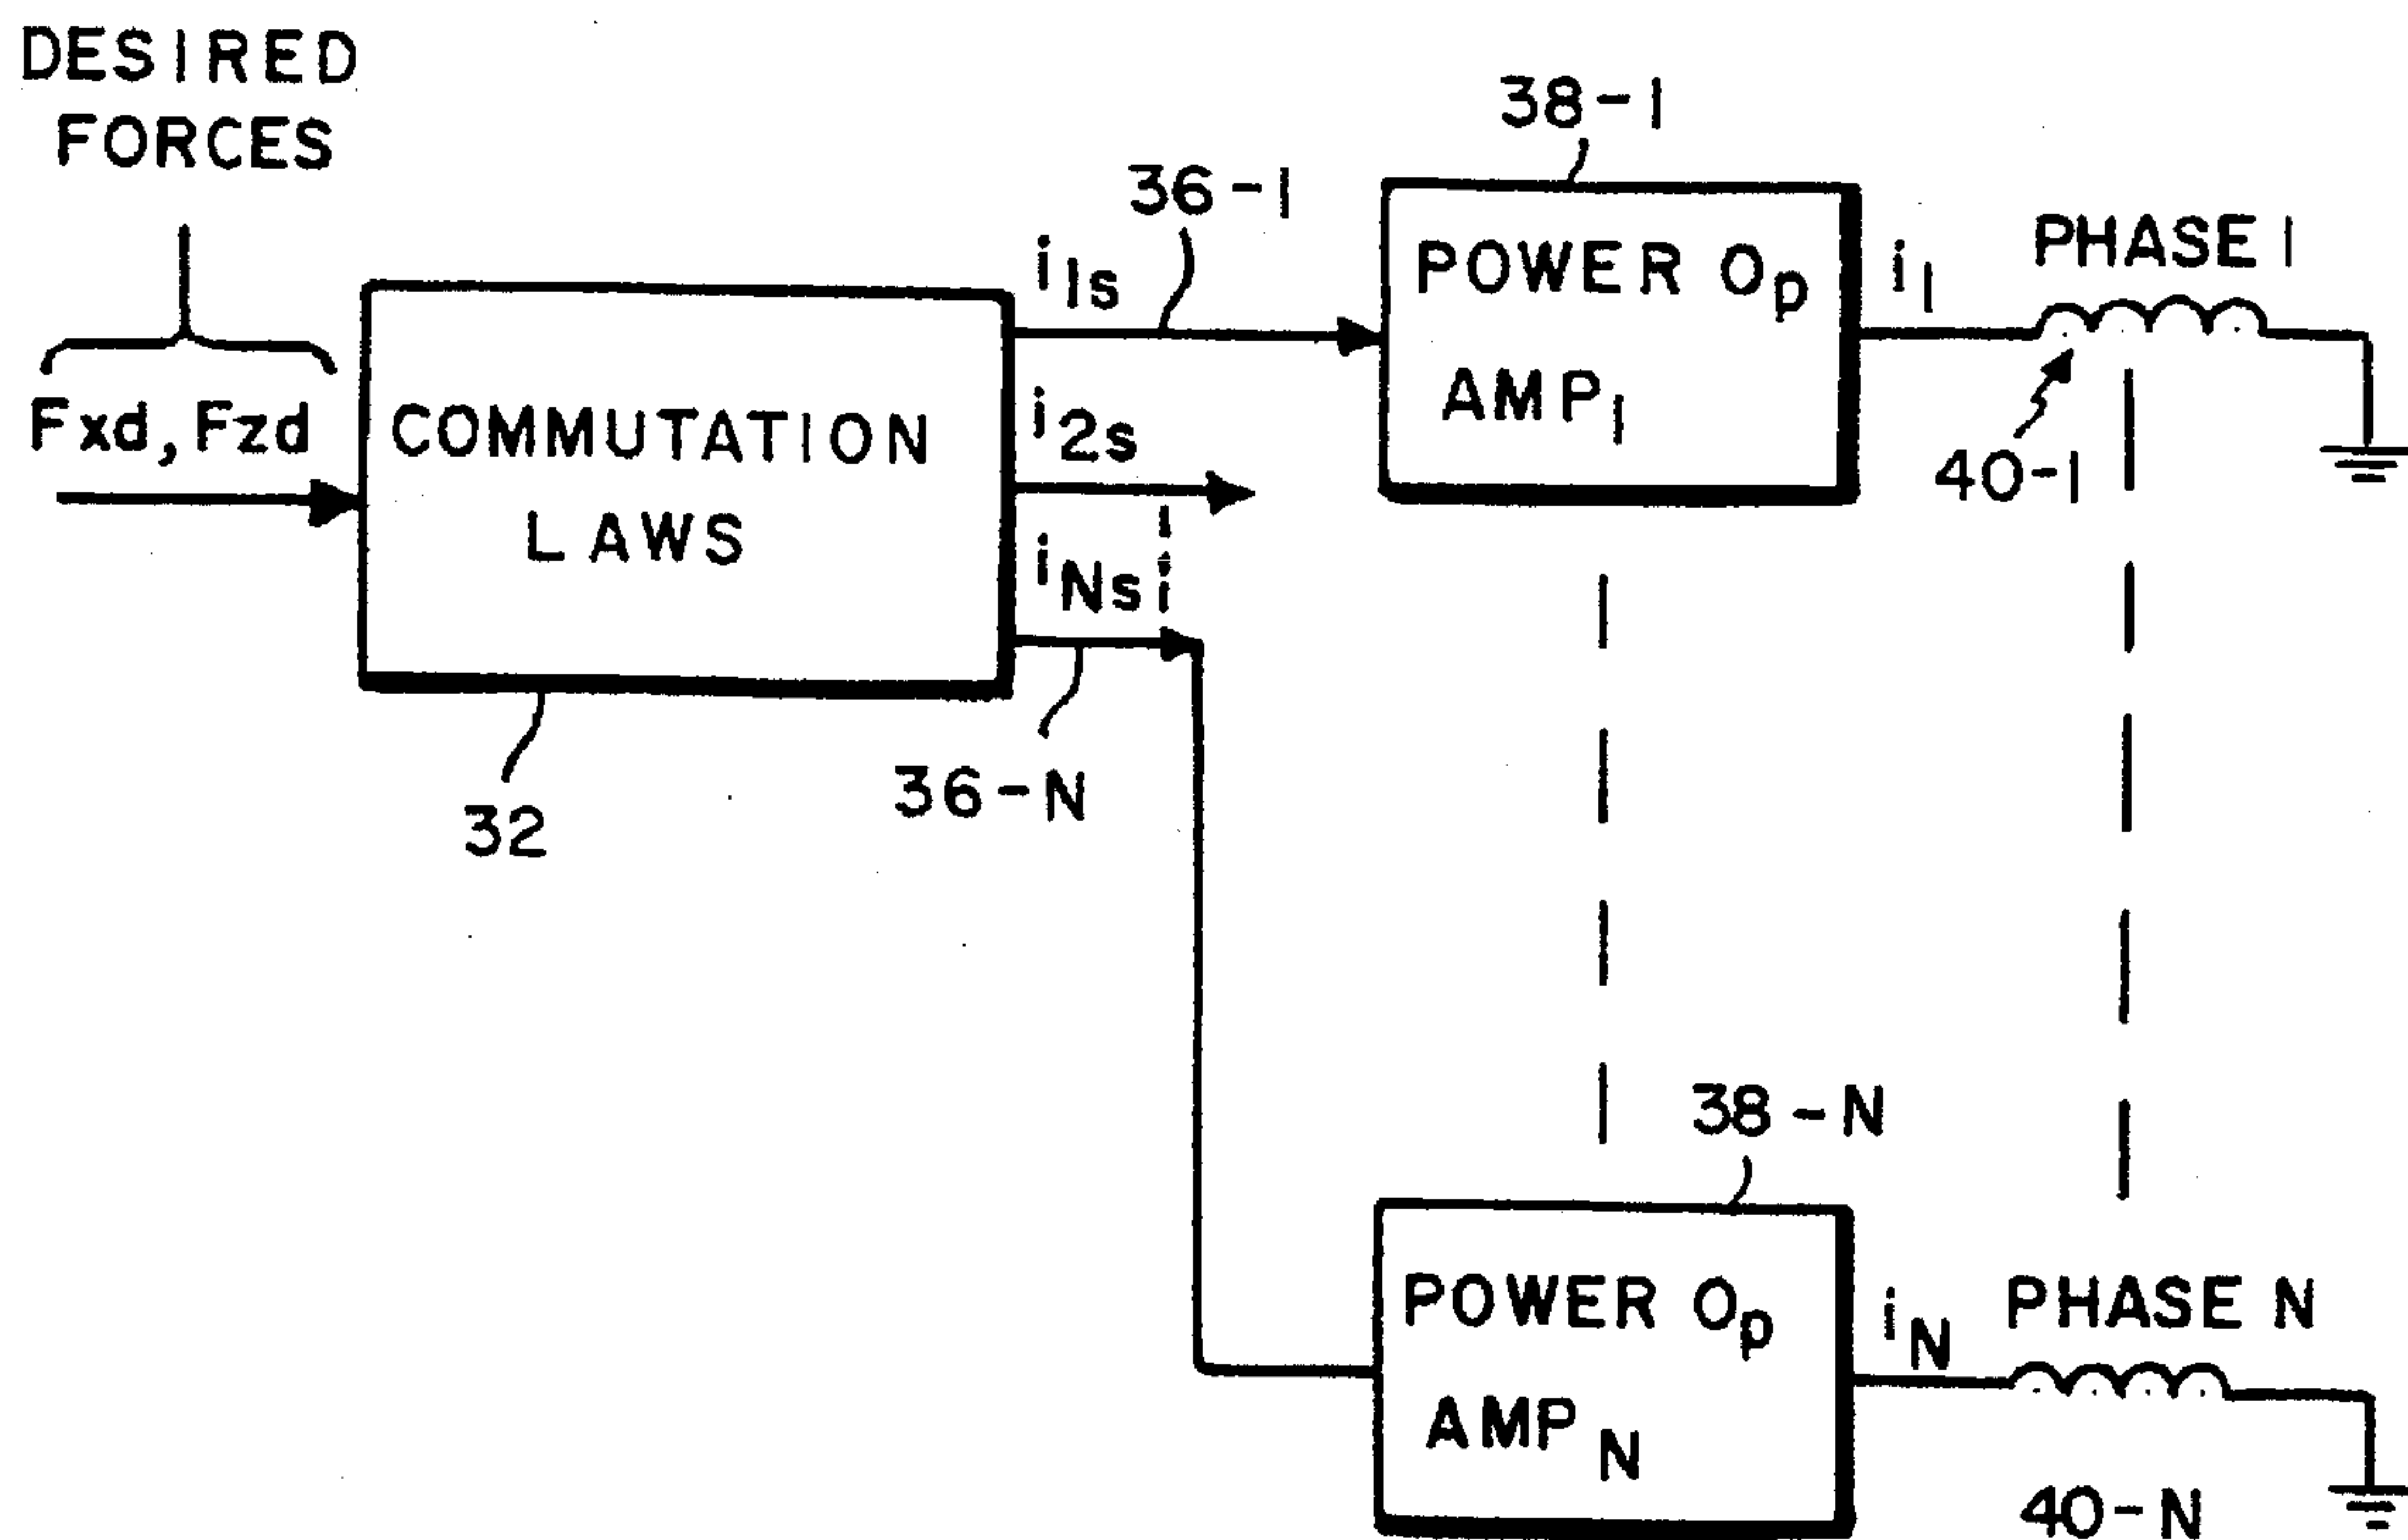 DESIRED
FORCES
Fxd, Fzd
COMMUTATION
LAWS
32
i1s
36-1
i2s
iNs
36-N
38-1
POWER Op
AMP1
i1
PHASE 1
40-1
38-N
POWER Op
AMP N
iN
PHASE N
40-N